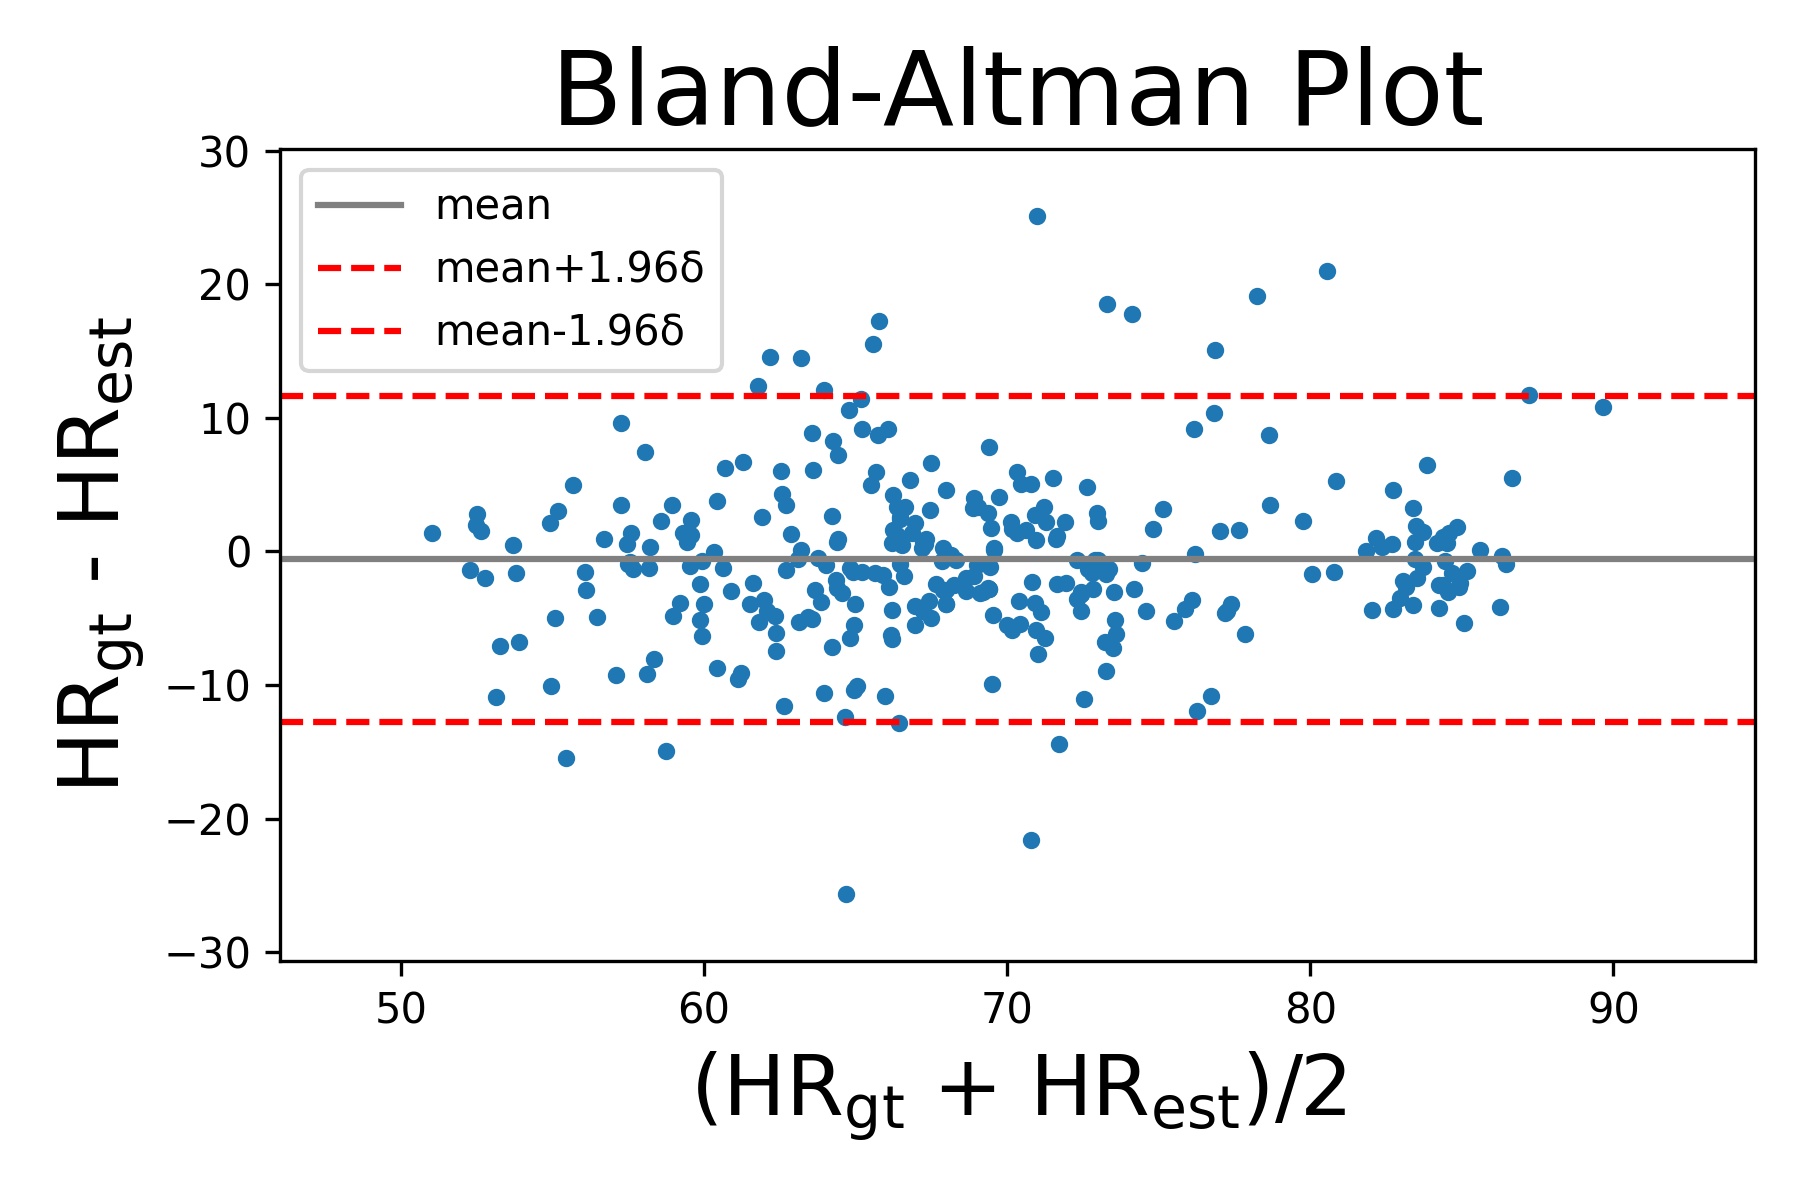 Bland-Altman Plot
HRgt - HRest
30
20
10
0
−10
−20
−30
mean
mean+1.96δ
mean-1.96δ
50 60 70 80 90
(HRgt + HRest)/2